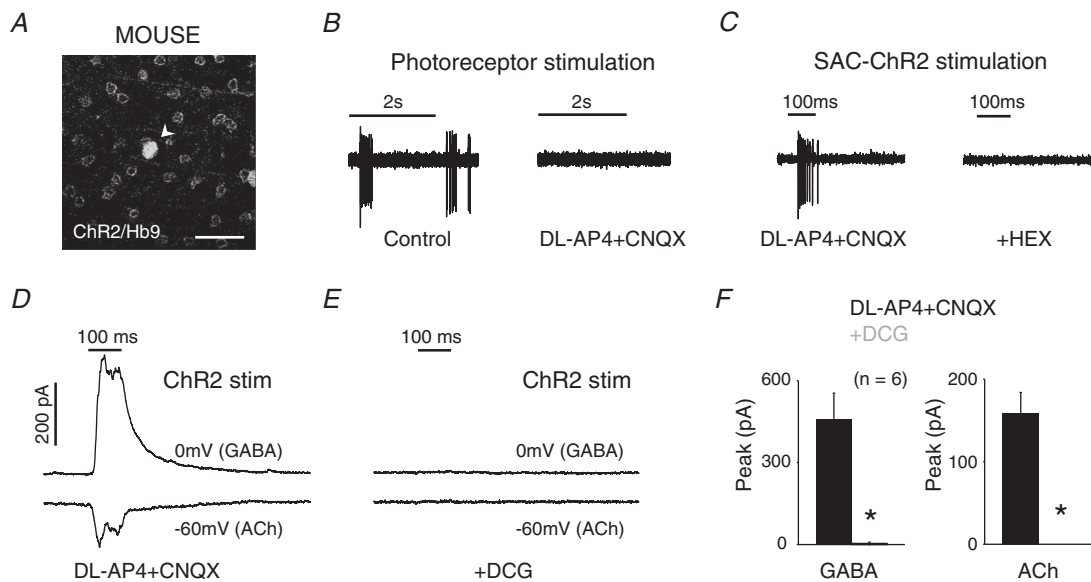 A
MOUSE
ChR2/Hb9
B
Photoreceptor stimulation
2s
2s
Control
DL-AP4+CNQX
C
SAC-ChR2 stimulation
100ms
100ms
DL-AP4+CNQX
+HEX
D
100 ms
ChR2 stim
200 pA
0mV (GABA)
-60mV (ACh)
DL-AP4+CNQX
E
100 ms
ChR2 stim
0mV (GABA)
-60mV (ACh)
+DCG
F
DL-AP4+CNQX
+DCG
(n = 6)
Peak (pA)
600
300
0
*
GABA
Peak (pA)
200
100
0
*
ACh